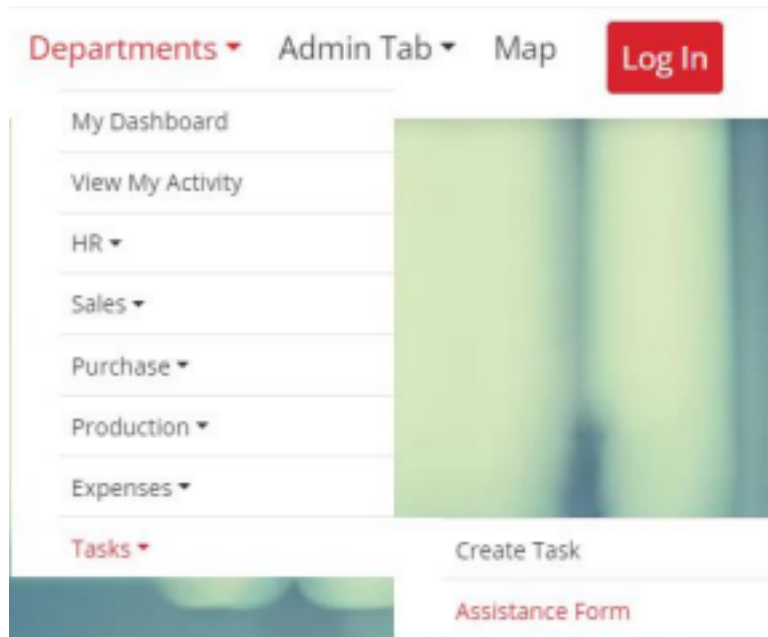 Departments Admin Tab Map Log In
My Dashboard
View My Activity
HR
Sales
Purchase
Production
Expenses
Tasks
Create Task
Assistance Form